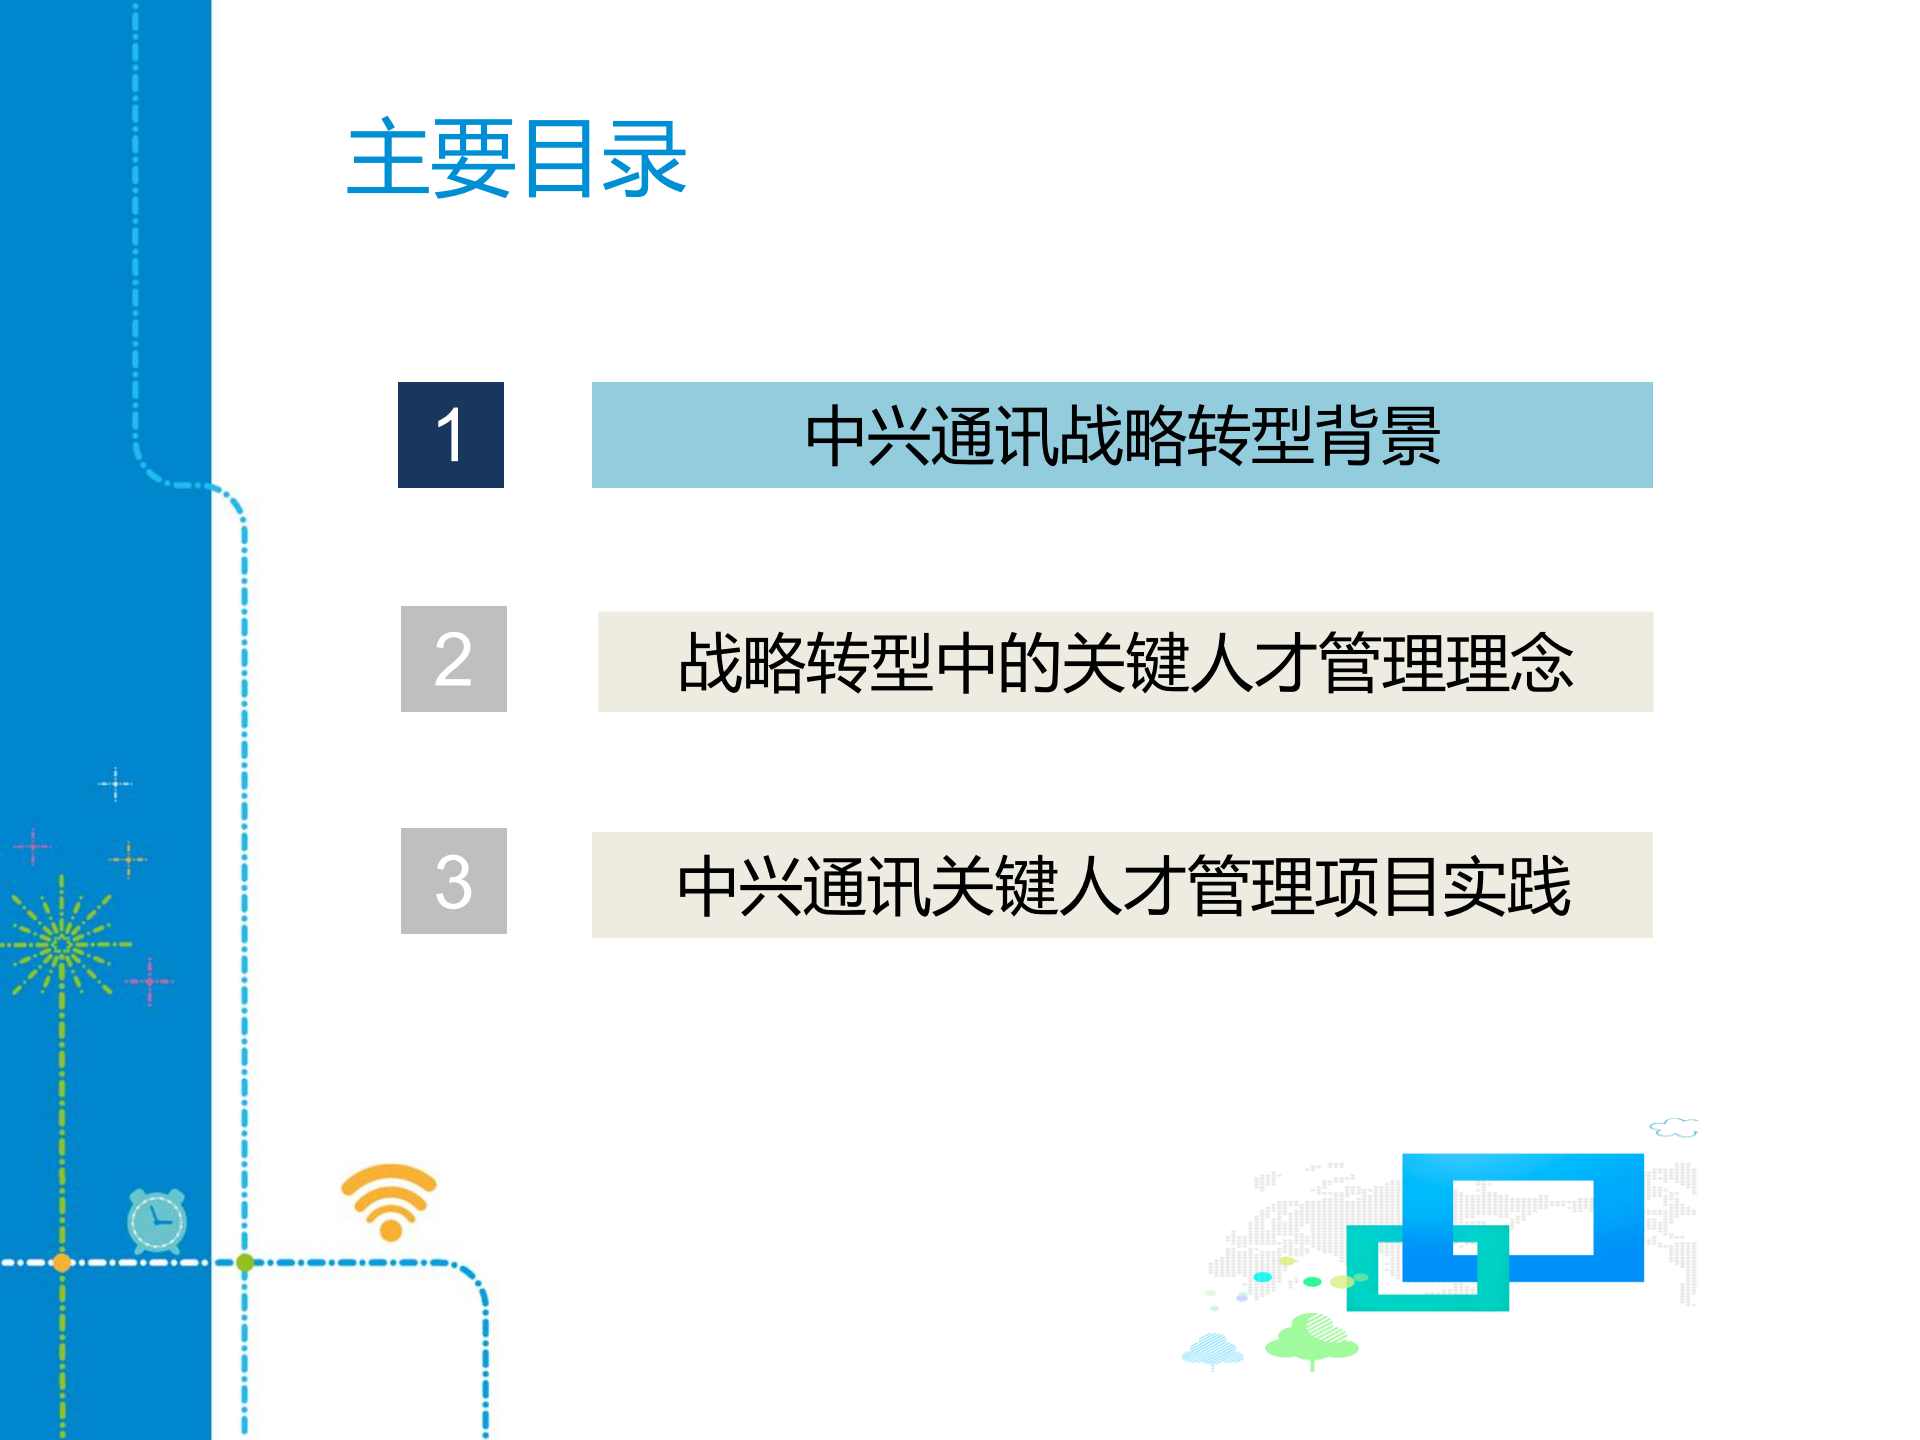 主要目录
1 中兴通讯战略转型背景
2 战略转型中的关键人才管理理念
3 中兴通讯关键人才管理项目实践